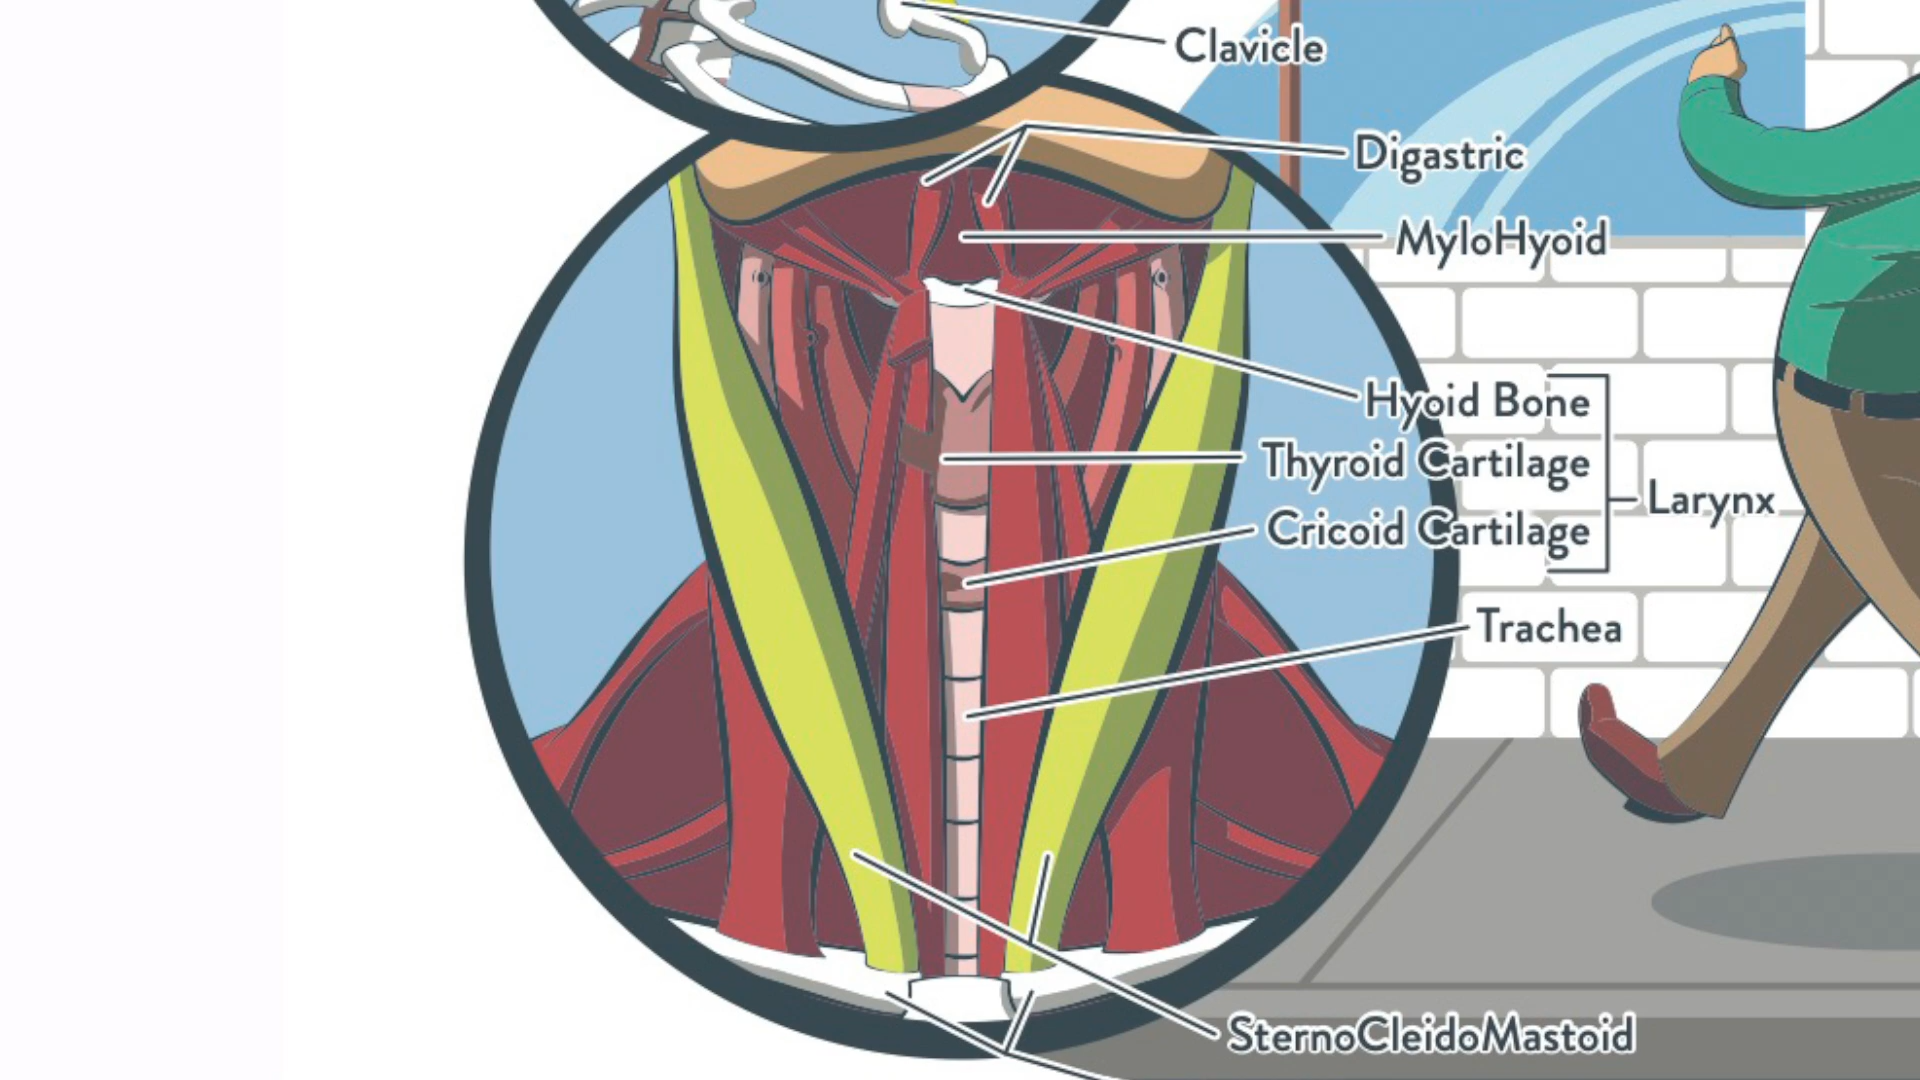 Clavicle
Digastric
MyloHyoid
Hyoid Bone
Thyroid Cartilage
Larynx
Cricoid Cartilage
Trachea
SternoCleidoMastoid